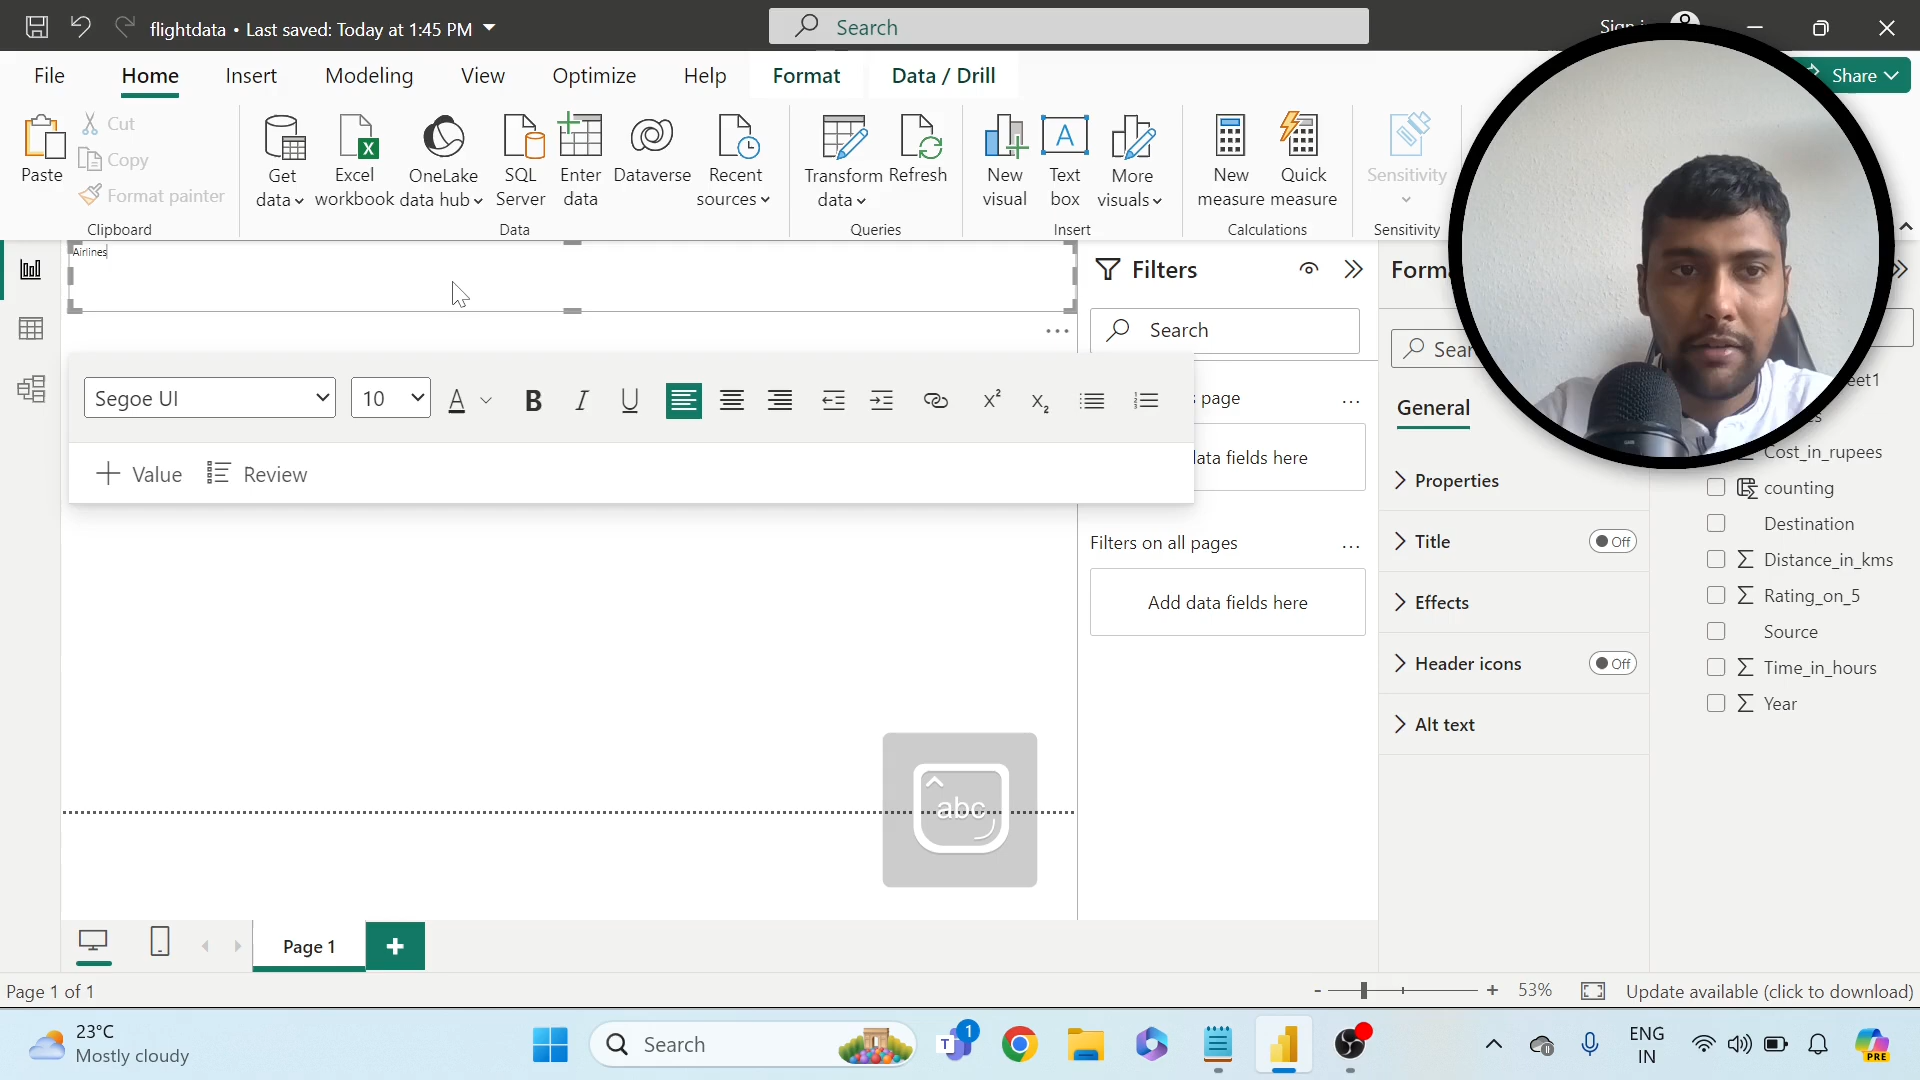 flightdata • Last saved: Today at 1:45 PM
Search
Share
File
Home
Insert
Modeling
View
Optimize
Help
Format
Data / Drill
Paste
Cut
Copy
Format painter
Clipboard
Get data
Excel workbook
OneLake data hub
SQL Server
Enter data
Dataverse
Recent sources
Data
Transform data
Refresh
Queries
New visual
Text box
More visuals
Insert
New measure
Quick measure
Calculations
Sensitivity
Sensitivity
Airlines
Filters
Search
page
data fields here
Filters on all pages
Add data fields here
Segoe UI
10
A
B
I
U
Value
Review
General
Properties
Title
Off
Effects
Header icons
Off
Alt text
Cost_in_rupees
counting
Destination
Distance_in_kms
Rating_on_5
Source
Time_in_hours
Year
abc
Page 1
Page 1 of 1
53%
Update available (click to download)
23°C
Mostly cloudy
Search
1
ENG
IN
PRE